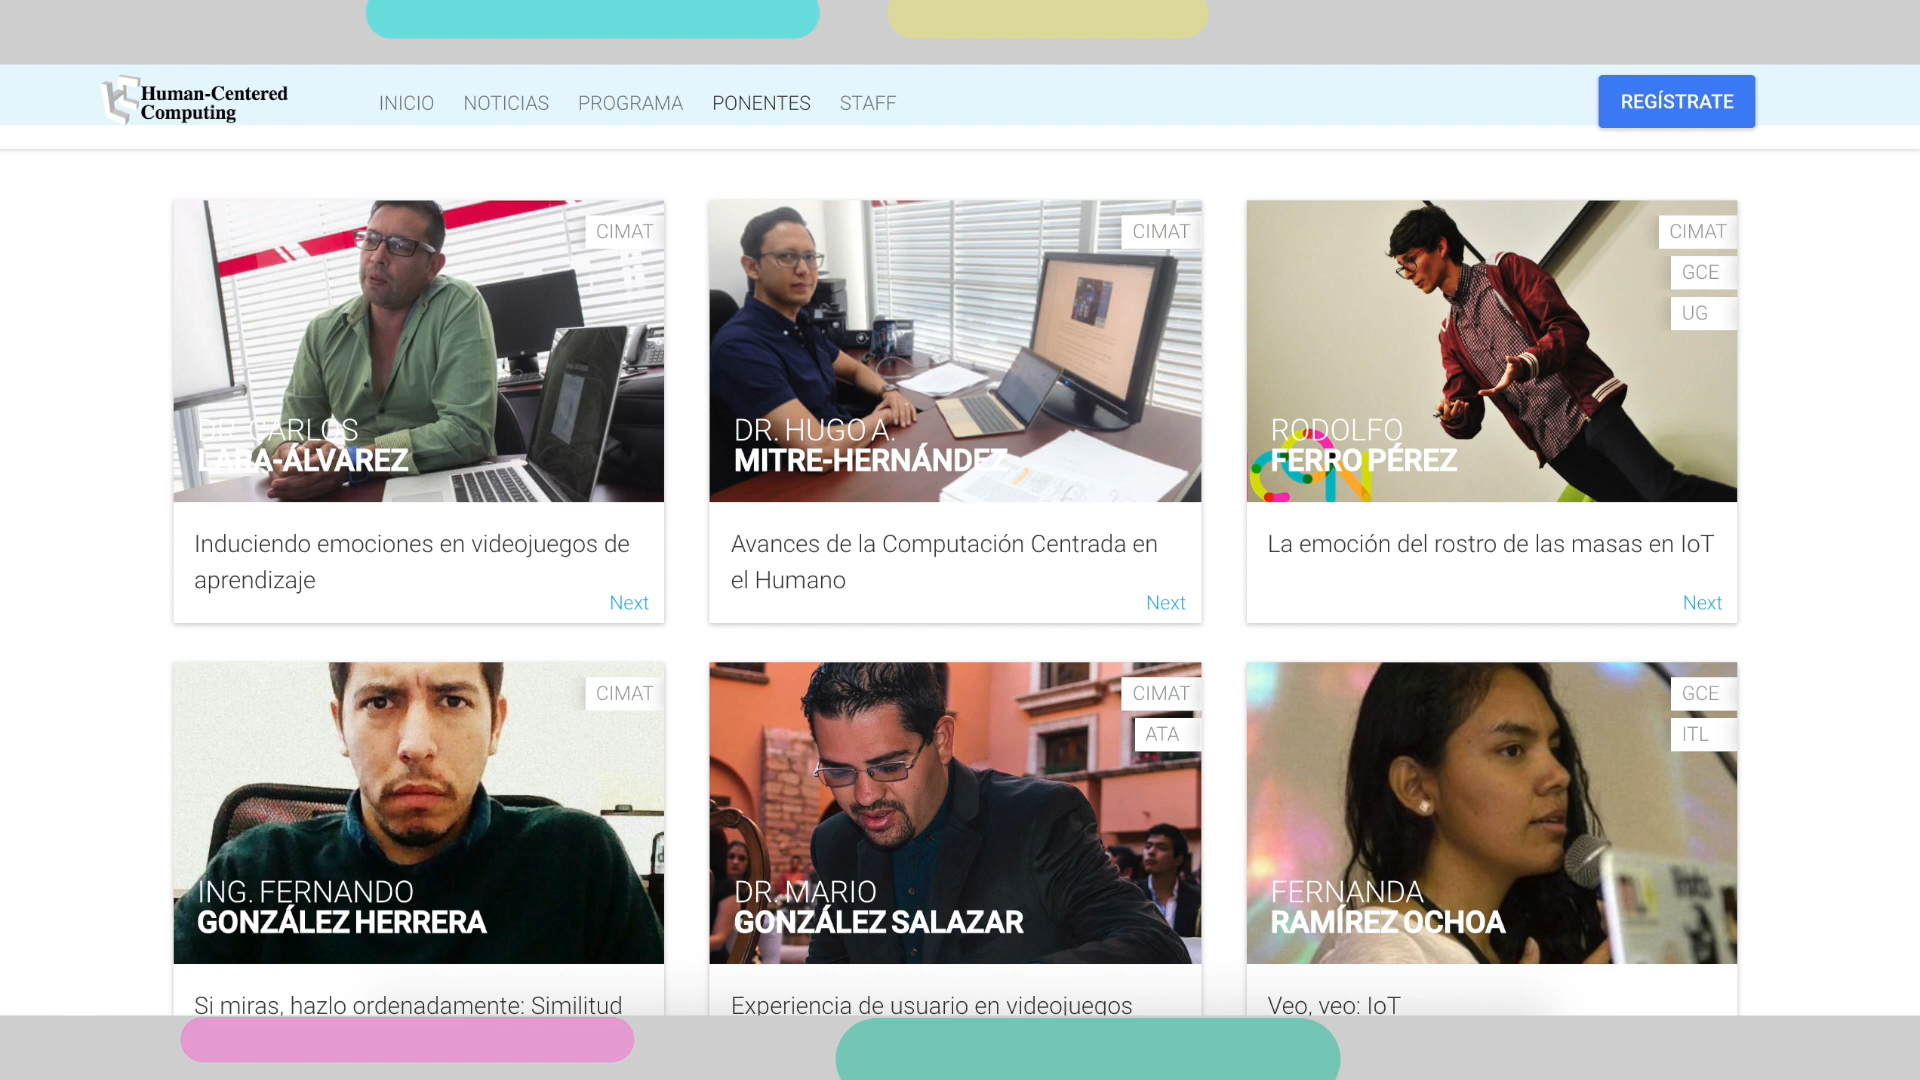 Human-Centered
Computing
INICIO NOTICIAS PROGRAMA PONENTES STAFF
REGÍSTRATE
CIMAT
DR. CARLOS
LARA-ÁLVAREZ
Induciendo emociones en videojuegos de
aprendizaje
Next
CIMAT
DR. HUGO A.
MITRE-HERNÁNDEZ
Avances de la Computación Centrada en
el Humano
Next
CIMAT
GCE
UG
RODOLFO
FERRO PÉREZ
La emoción del rostro de las masas en IoT
Next
CIMAT
ING. FERNANDO
GONZÁLEZ HERRERA
Si miras, hazlo ordenadamente: Similitud
CIMAT
ATA
DR. MARIO
GONZÁLEZ SALAZAR
Experiencia de usuario en videojuegos
GCE
ITL
FERNANDA
RAMÍREZ OCHOA
Veo, veo: IoT